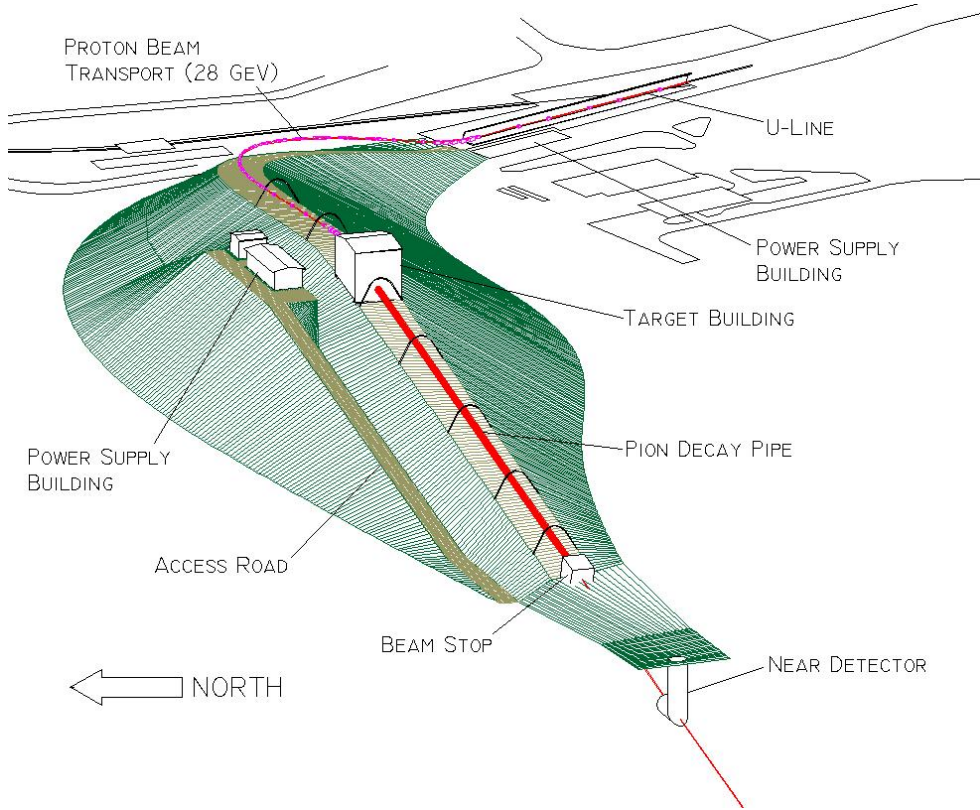 PROTON BEAM
TRANSPORT (28 GEV)
U-LINE
POWER SUPPLY
BUILDING
TARGET BUILDING
PION DECAY PIPE
POWER SUPPLY
BUILDING
ACCESS ROAD
BEAM STOP
NEAR DETECTOR
NORTH